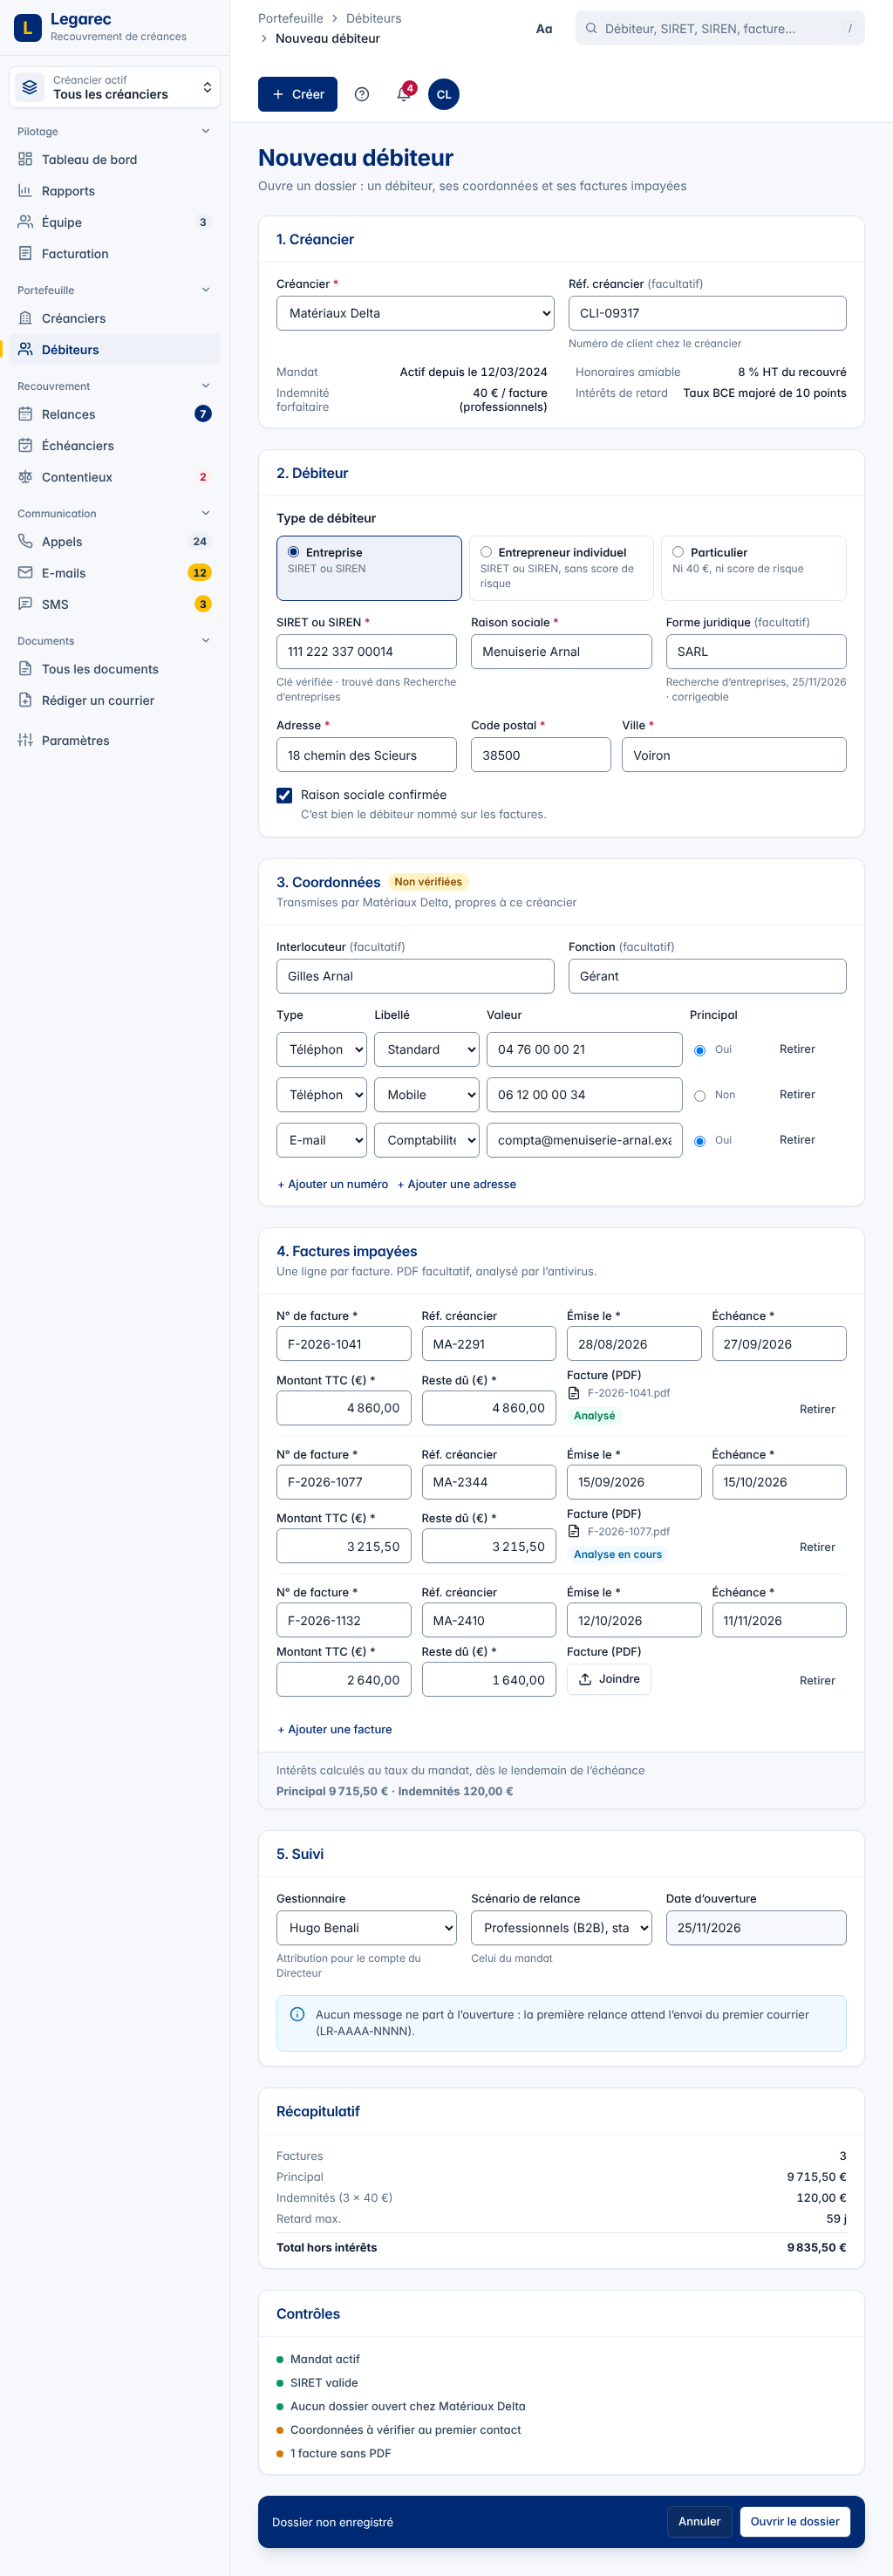 L
Legarec
Recouvrement de créances
Créancier actif
Tous les créanciers
Pilotage
Tableau de bord
Rapports
Équipe 3
Facturation
Portefeuille
Créanciers
Débiteurs
Recouvrement
Relances 7
Échéanciers
Contentieux 2
Communication
Appels 24
E-mails 12
SMS 3
Documents
Tous les documents
Rédiger un courrier
Paramètres
Portefeuille > Débiteurs
> Nouveau débiteur
Aa
Débiteur, SIRET, SIREN, facture... /
+ Créer
4
CL
Nouveau débiteur
Ouvre un dossier : un débiteur, ses coordonnées et ses factures impayées
1. Créancier
Créancier * Réf. créancier (facultatif)
Matériaux Delta CLI-09317
Numéro de client chez le créancier
Mandat Actif depuis le 12/03/2024 Honoraires amiable 8 % HT du recouvré
Indemnité forfaitaire 40 € / facture (professionnels) Intérêts de retard Taux BCE majoré de 10 points
2. Débiteur
Type de débiteur
Entreprise Entrepreneur individuel Particulier
SIRET ou SIREN SIRET ou SIREN, sans score de risque Ni 40 €, ni score de risque
SIRET ou SIREN * Raison sociale * Forme juridique (facultatif)
111 222 337 00014 Menuiserie Arnal SARL
Clé vérifiée · trouvé dans Recherche d’entreprises Recherche d’entreprises, 25/11/2026 · corrigeable
Adresse * Code postal * Ville *
18 chemin des Scieurs 38500 Voiron
Raison sociale confirmée
C’est bien le débiteur nommé sur les factures.
3. Coordonnées Non vérifiées
Transmises par Matériaux Delta, propres à ce créancier
Interlocuteur (facultatif) Fonction (facultatif)
Gilles Arnal Gérant
Type Libellé Valeur Principal
Téléphon Standard 04 76 00 00 21 Oui Retirer
Téléphon Mobile 06 12 00 00 34 Non Retirer
E-mail Comptabilité compta@menuiserie-arnal.exa Oui Retirer
+ Ajouter un numéro + Ajouter une adresse
4. Factures impayées
Une ligne par facture. PDF facultatif, analysé par l’antivirus.
N° de facture * Réf. créancier Émise le * Échéance *
F-2026-1041 MA-2291 28/08/2026 27/09/2026
Montant TTC (€) * Reste dû (€) * Facture (PDF)
4 860,00 4 860,00 F-2026-1041.pdf Retirer
Analysé
N° de facture * Réf. créancier Émise le * Échéance *
F-2026-1077 MA-2344 15/09/2026 15/10/2026
Montant TTC (€) * Reste dû (€) * Facture (PDF)
3 215,50 3 215,50 F-2026-1077.pdf Retirer
Analyse en cours
N° de facture * Réf. créancier Émise le * Échéance *
F-2026-1132 MA-2410 12/10/2026 11/11/2026
Montant TTC (€) * Reste dû (€) * Facture (PDF)
2 640,00 1 640,00 Joindre Retirer
+ Ajouter une facture
Intérêts calculés au taux du mandat, dès le lendemain de l’échéance
Principal 9 715,50 € · Indemnités 120,00 €
5. Suivi
Gestionnaire Scénario de relance Date d’ouverture
Hugo Benali Professionnels (B2B), sta 25/11/2026
Attribution pour le compte du Directeur Celui du mandat
Aucun message ne part à l’ouverture : la première relance attend l’envoi du premier courrier
(LR-AAAA-NNNN).
Récapitulatif
Factures 3
Principal 9 715,50 €
Indemnités (3 × 40 €) 120,00 €
Retard max. 59 j
Total hors intérêts 9 835,50 €
Contrôles
Mandat actif
SIRET valide
Aucun dossier ouvert chez Matériaux Delta
Coordonnées à vérifier au premier contact
1 facture sans PDF
Dossier non enregistré Annuler Ouvrir le dossier